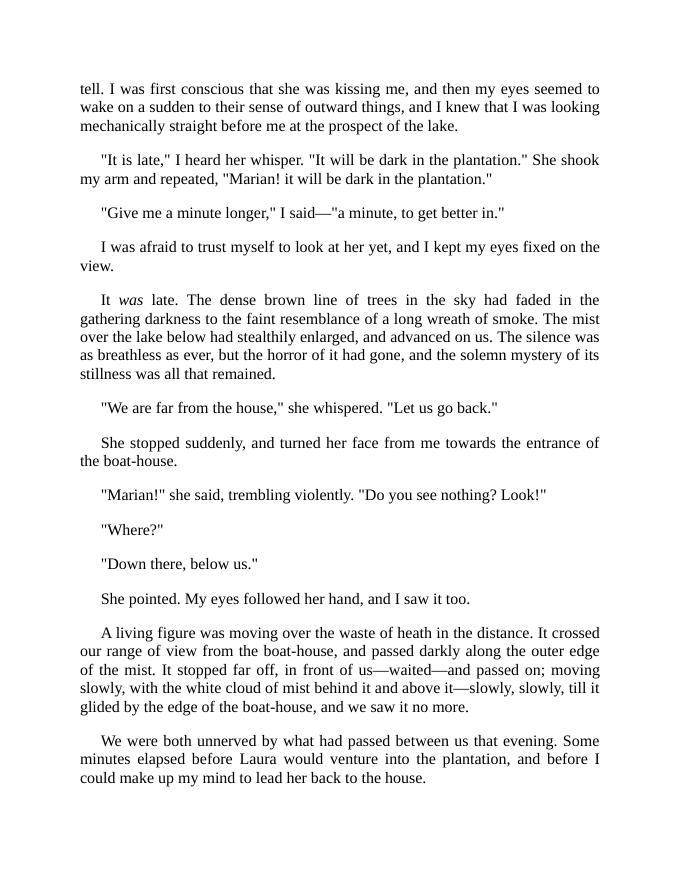 tell. I was first conscious that she was kissing me, and then my eyes seemed to
wake on a sudden to their sense of outward things, and I knew that I was looking
mechanically straight before me at the prospect of the lake.
"It is late," I heard her whisper. "It will be dark in the plantation." She shook
my arm and repeated, "Marian! it will be dark in the plantation."
"Give me a minute longer," I said—"a minute, to get better in."
I was afraid to trust myself to look at her yet, and I kept my eyes fixed on the
view.
It was late. The dense brown line of trees in the sky had faded in the
gathering darkness to the faint resemblance of a long wreath of smoke. The mist
over the lake below had stealthily enlarged, and advanced on us. The silence was
as breathless as ever, but the horror of it had gone, and the solemn mystery of its
stillness was all that remained.
"We are far from the house," she whispered. "Let us go back."
She stopped suddenly, and turned her face from me towards the entrance of
the boat-house.
"Marian!" she said, trembling violently. "Do you see nothing? Look!"
"Where?"
"Down there, below us."
She pointed. My eyes followed her hand, and I saw it too.
A living figure was moving over the waste of heath in the distance. It crossed
our range of view from the boat-house, and passed darkly along the outer edge
of the mist. It stopped far off, in front of us—waited—and passed on; moving
slowly, with the white cloud of mist behind it and above it—slowly, slowly, till it
glided by the edge of the boat-house, and we saw it no more.
We were both unnerved by what had passed between us that evening. Some
minutes elapsed before Laura would venture into the plantation, and before I
could make up my mind to lead her back to the house.